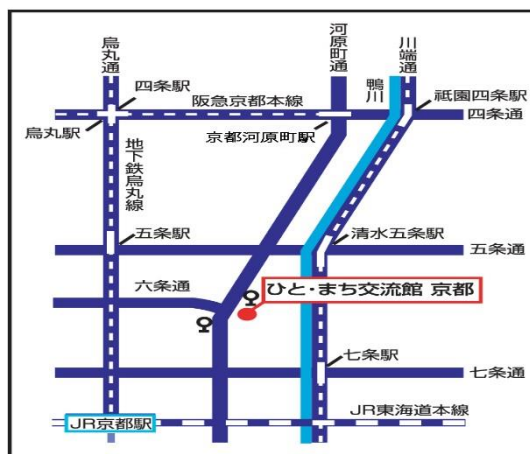 烏丸通
河原町通
川端通
鴨川
四条駅
阪急京都本線
祇園四条駅
四条通
烏丸駅
京都河原町駅
地下鉄烏丸線
五条駅
清水五条駅
五条通
六条通
ひと・まち交流館 京都
七条駅
七条通
JR東海道本線
JR京都駅